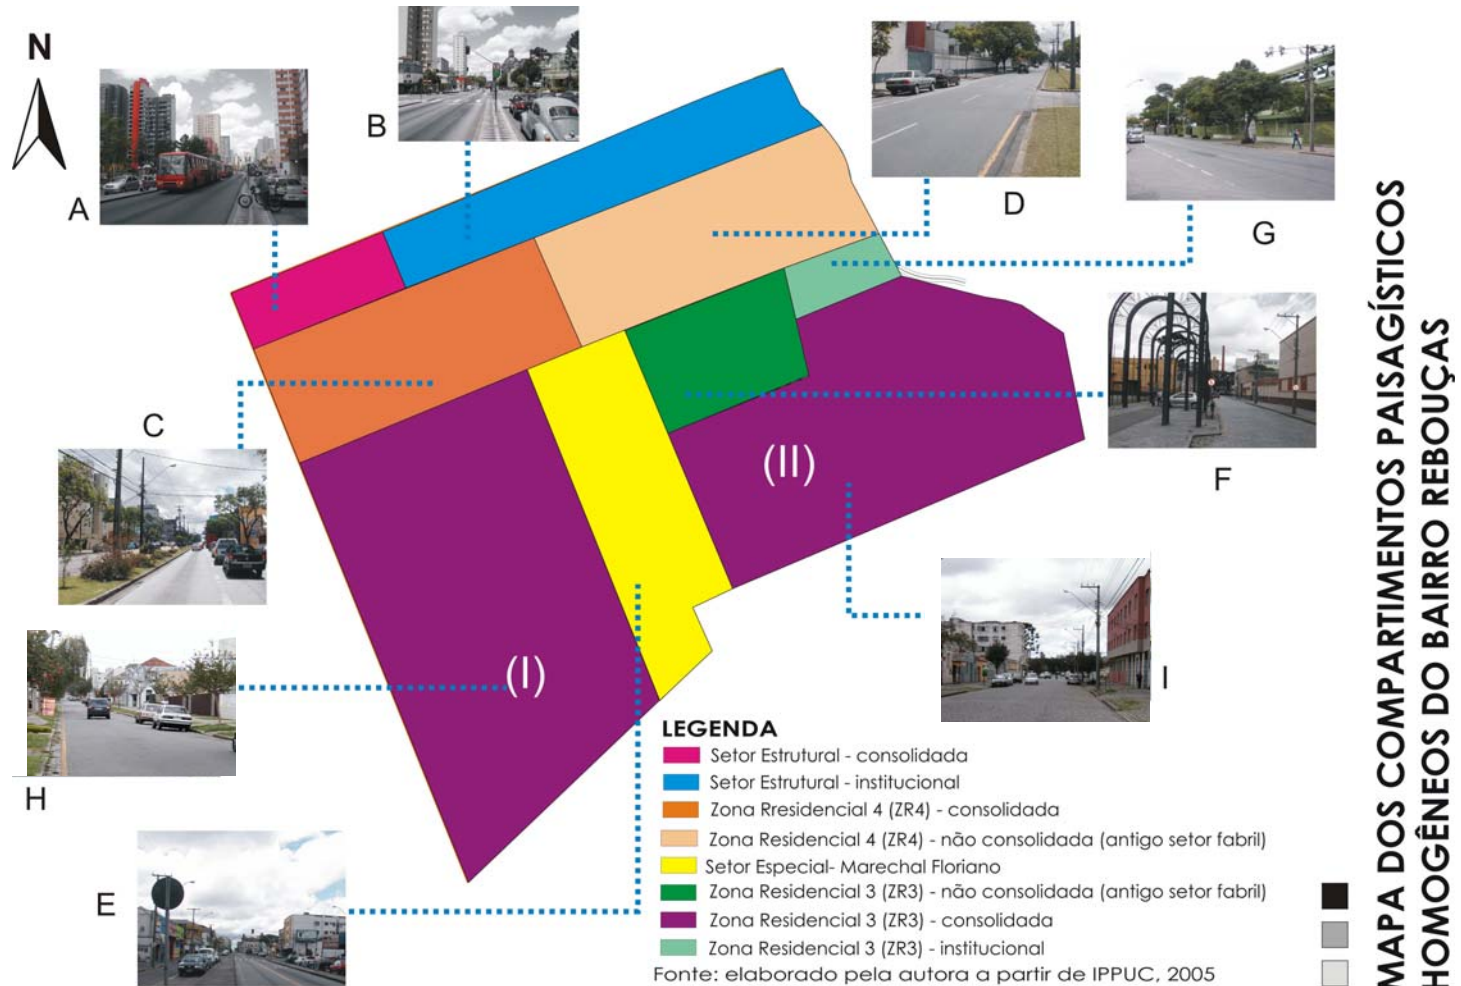 N
A
B
C
D
G
F
H
E
I
(I)
(II)
LEGENDA
Setor Estrutural - consolidada
Setor Estrutural - institucional
Zona Rresidencial 4 (ZR4) - consolidada
Zona Residencial 4 (ZR4) - não consolidada (antigo setor fabril)
Setor Especial- Marechal Floriano
Zona Residencial 3 (ZR3) - não consolidada (antigo setor fabril)
Zona Residencial 3 (ZR3) - consolidada
Zona Residencial 3 (ZR3) - institucional
Fonte: elaborado pela autora a partir de IPPUC, 2005
MAPA DOS COMPARTIMENTOS PAISAGÍSTICOS
HOMOGÊNEOS DO BAIRRO REBOUÇAS